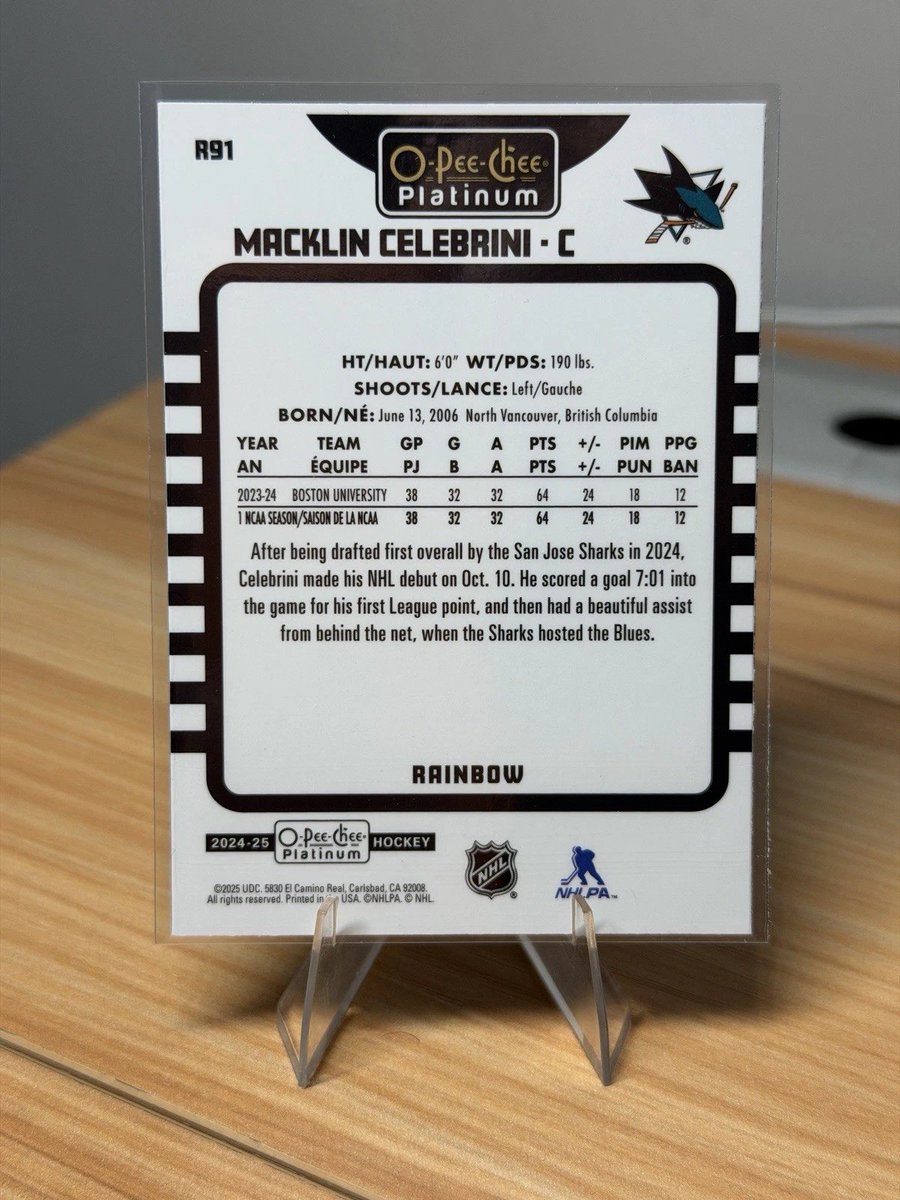 R91
O-Pee-Chee®
Platinum
MACKLIN CELEBRINI · C
HT/HAUT: 6'0" WT/PDS: 190 lbs.
SHOOTS/LANCE: Left/Gauche
BORN/NÉ: June 13, 2006 North Vancouver, British Columbia
YEAR TEAM GP G A PTS +/- PIM PPG
AN ÉQUIPE PJ B A PTS +/- PUN BAN
2023-24 BOSTON UNIVERSITY 38 32 32 64 24 18 12
1 NCAA SEASON/SAISON DE LA NCAA 38 32 32 64 24 18 12
After being drafted first overall by the San Jose Sharks in 2024,
Celebrini made his NHL debut on Oct. 10. He scored a goal 7:01 into
the game for his first League point, and then had a beautiful assist
from behind the net, when the Sharks hosted the Blues.
RAINBOW
2024-25 O-Pee-Chee® Platinum HOCKEY
NHL®
NHLPA™
©2025 UDC. 5830 El Camino Real, Carlsbad, CA 92008.
All rights reserved. Printed in USA. ©NHLPA. © NHL.